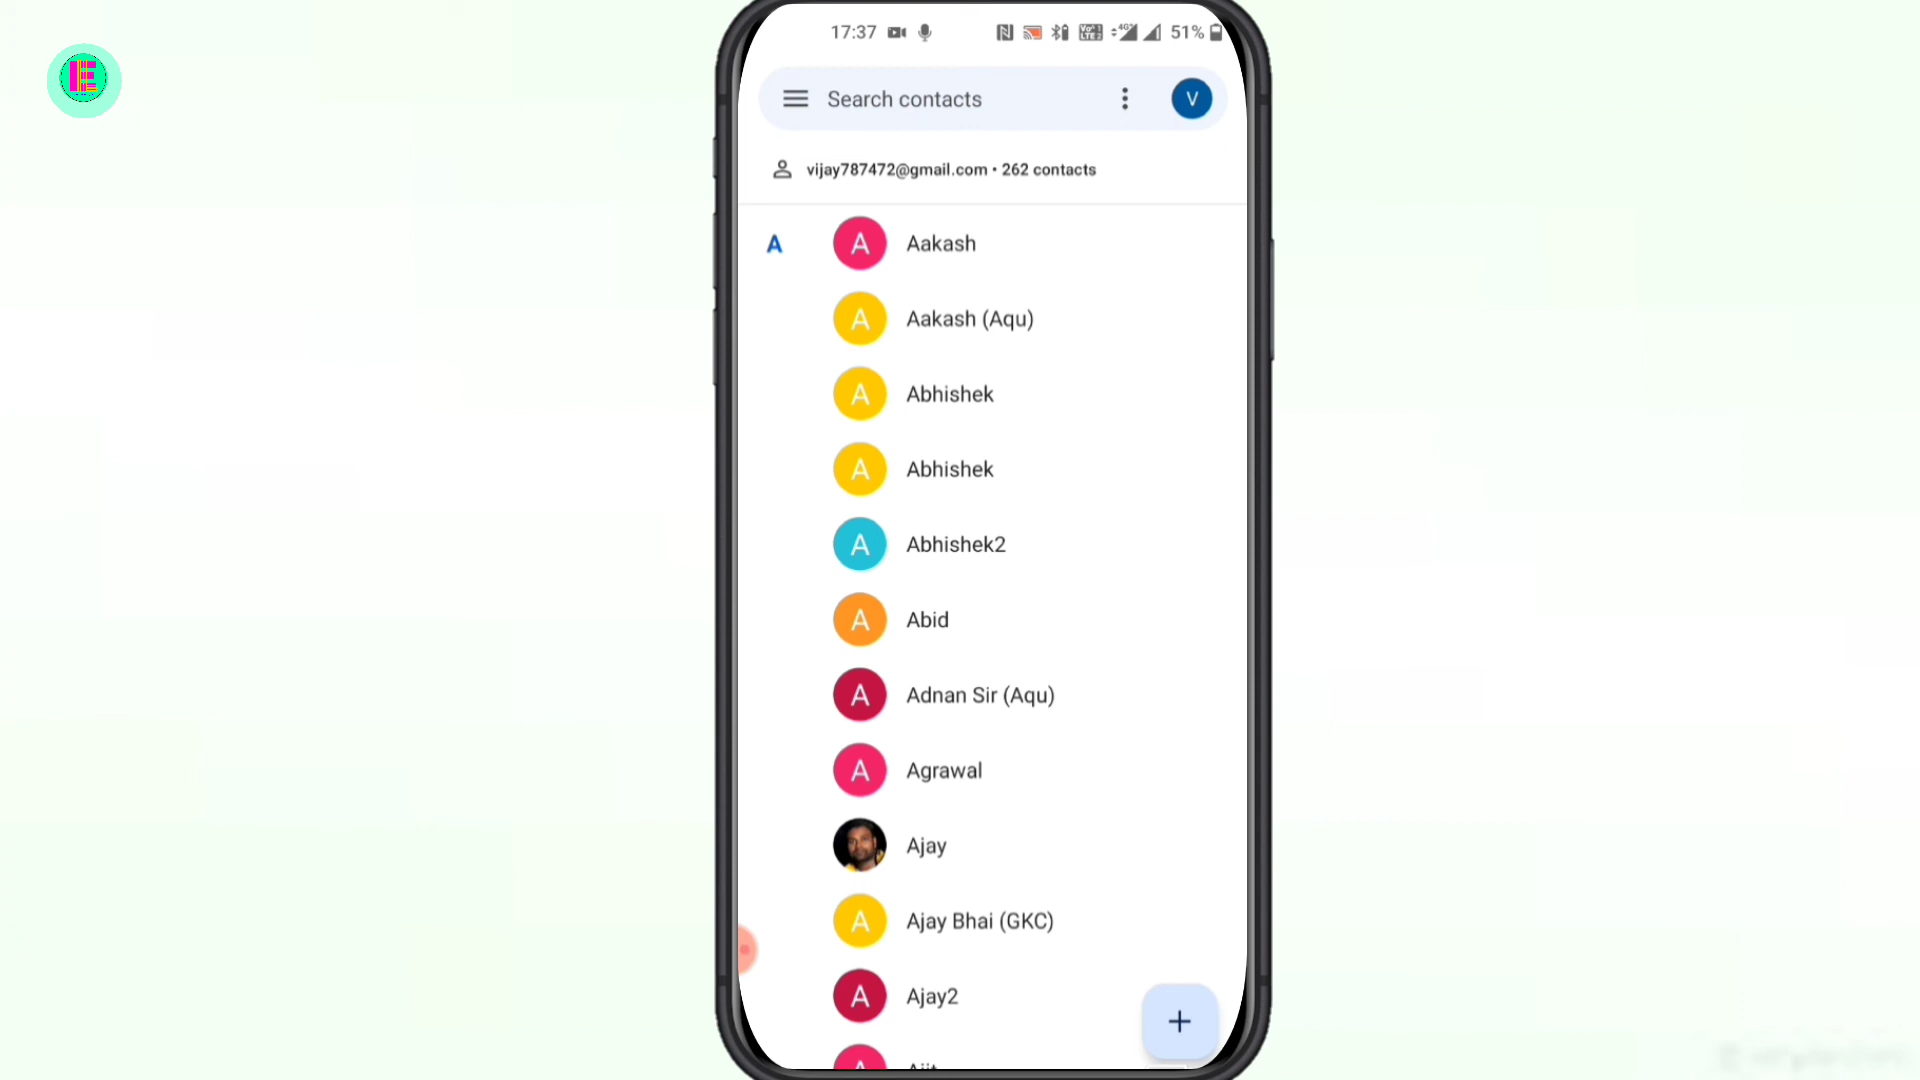 E
17:37 51%
Search contacts V
vijay787472@gmail.com • 262 contacts
A A Aakash
A Aakash (Aqu)
A Abhishek
A Abhishek
A Abhishek2
A Abid
A Adnan Sir (Aqu)
A Agrawal
Ajay
A Ajay Bhai (GKC)
A Ajay2